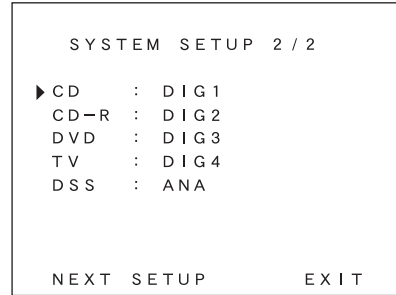 SYSTEM SETUP 2/2
CD : DIG1
CD-R : DIG2
DVD : DIG3
TV : DIG4
DSS : ANA
NEXT SETUP EXIT